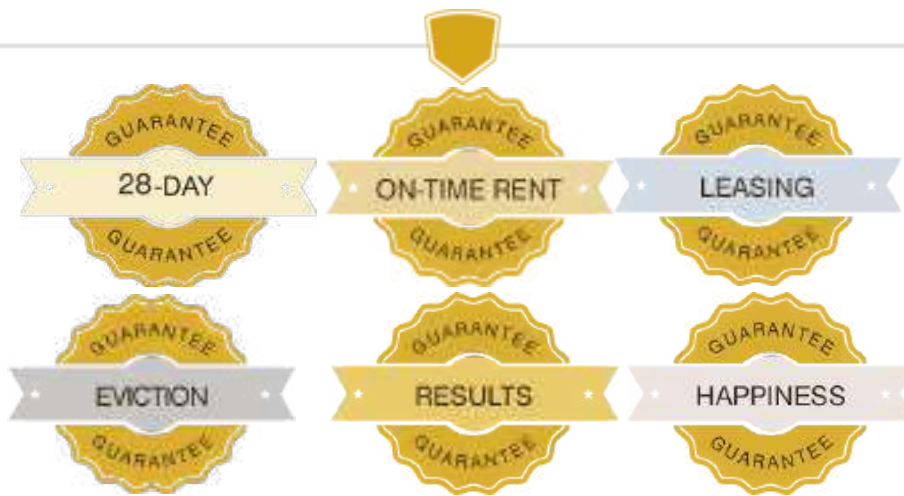 GUARANTEE
28-DAY
GUARANTEE
GUARANTEE
ON-TIME RENT
GUARANTEE
GUARANTEE
LEASING
GUARANTEE
GUARANTEE
EVICTION
GUARANTEE
GUARANTEE
RESULTS
GUARANTEE
GUARANTEE
HAPPINESS
GUARANTEE